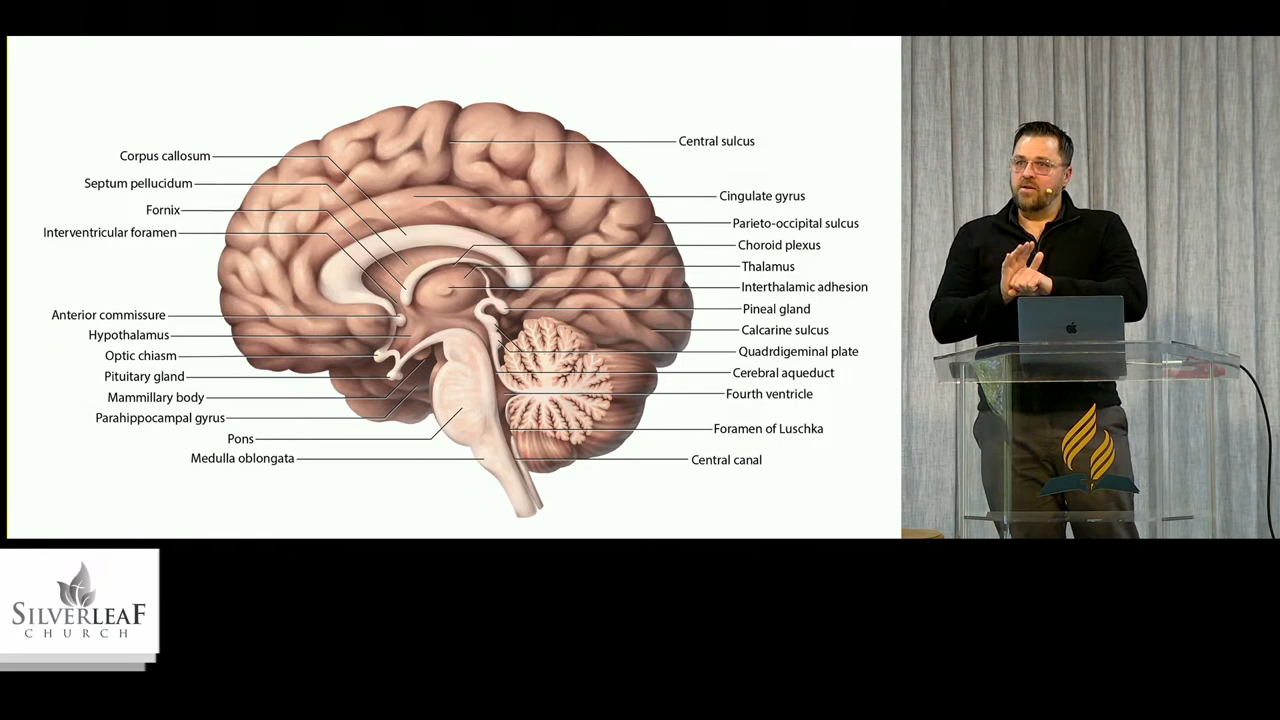 Corpus callosum
Septum pellucidum
Fornix
Interventricular foramen
Anterior commissure
Hypothalamus
Optic chiasm
Pituitary gland
Mammillary body
Parahippocampal gyrus
Pons
Medulla oblongata
Central sulcus
Cingulate gyrus
Parieto-occipital sulcus
Choroid plexus
Thalamus
Interthalamic adhesion
Pineal gland
Calcarine sulcus
Quadrdigeminal plate
Cerebral aqueduct
Fourth ventricle
Foramen of Luschka
Central canal
SILVERLEAF
CHURCH